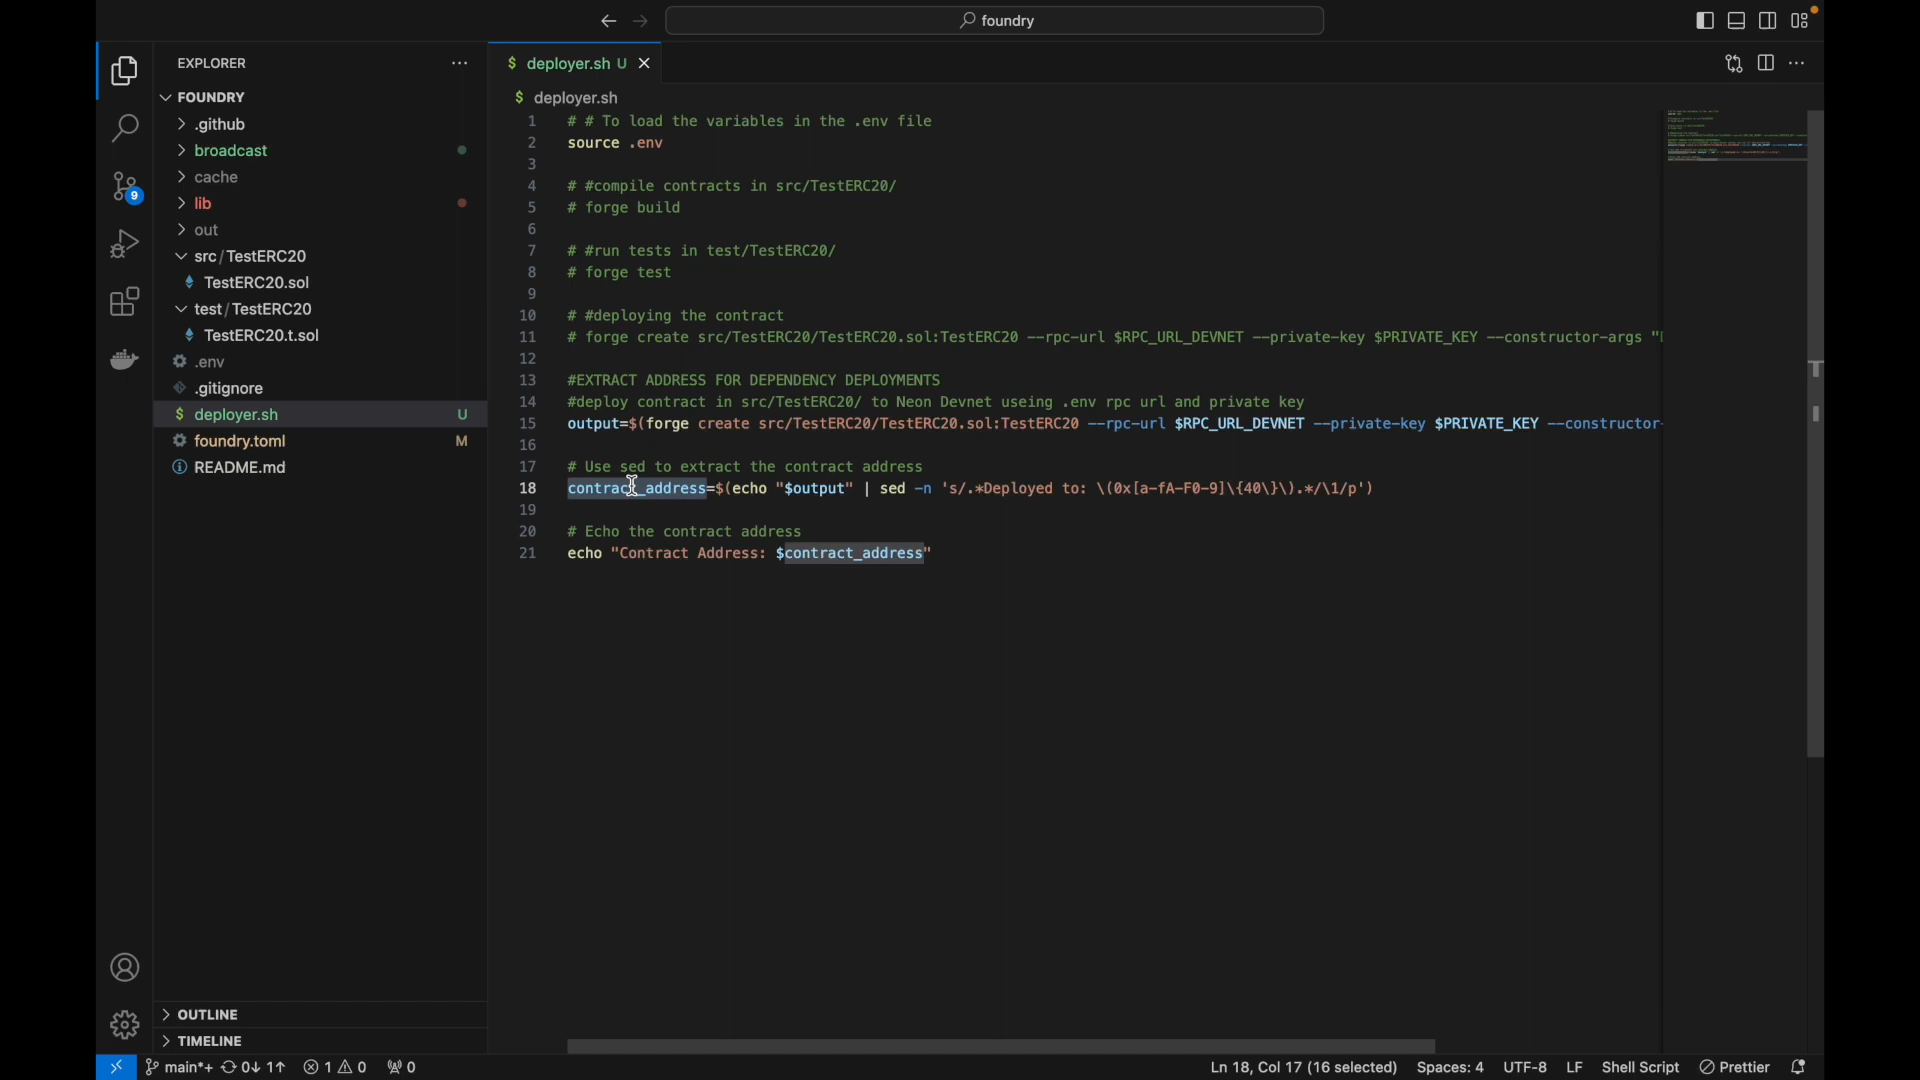 foundry
EXPLORER
FOUNDRY
.github
broadcast
cache
lib
out
src/TestERC20
TestERC20.sol
test/TestERC20
TestERC20.t.sol
.env
.gitignore
deployer.sh U
foundry.toml M
README.md
OUTLINE
TIMELINE
9
$ deployer.sh U
$ deployer.sh
1 # # To load the variables in the .env file
2 source .env
3
4 # #compile contracts in src/TestERC20/
5 # forge build
6
7 # #run tests in test/TestERC20/
8 # forge test
9
10 # #deploying the contract
11 # forge create src/TestERC20/TestERC20.sol:TestERC20 --rpc-url $RPC_URL_DEVNET --private-key $PRIVATE_KEY --constructor-args "
12
13 #EXTRACT ADDRESS FOR DEPENDENCY DEPLOYMENTS
14 #deploy contract in src/TestERC20/ to Neon Devnet useing .env rpc url and private key
15 output=$(forge create src/TestERC20/TestERC20.sol:TestERC20 --rpc-url $RPC_URL_DEVNET --private-key $PRIVATE_KEY --constructor-
16
17 # Use sed to extract the contract address
18 contract_address=$(echo "$output" | sed -n 's/.*Deployed to: \(0x[a-fA-F0-9]\{40\}\).*/\1/p')
19
20 # Echo the contract address
21 echo "Contract Address: $contract_address"
main*+ 0↓ 1↑ 1 0 0
Ln 18, Col 17 (16 selected) Spaces: 4 UTF-8 LF Shell Script Prettier